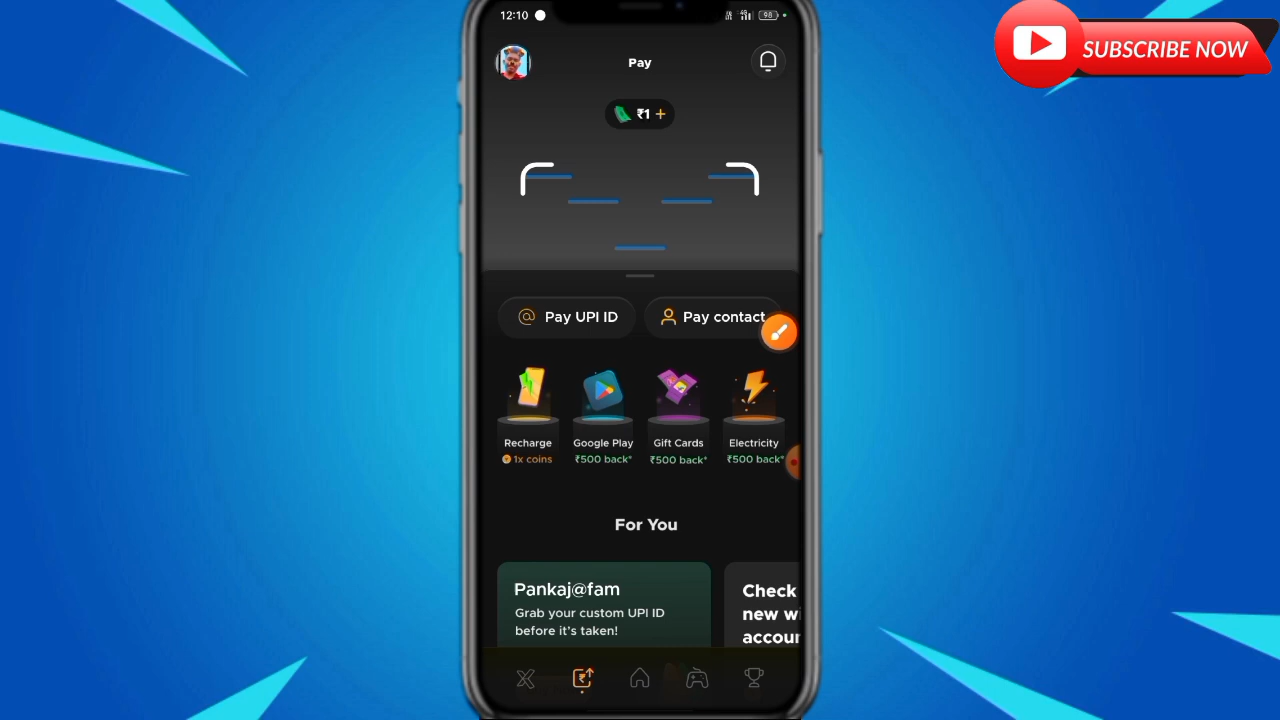 12:10
98
SUBSCRIBE NOW
Pay
₹1 +
Pay UPI ID
Pay contact
Recharge
1x coins
Google Play
₹500 back*
Gift Cards
₹500 back*
Electricity
₹500 back*
For You
Pankaj@fam
Grab your custom UPI ID
before it's taken!
Check
new wi
accoun